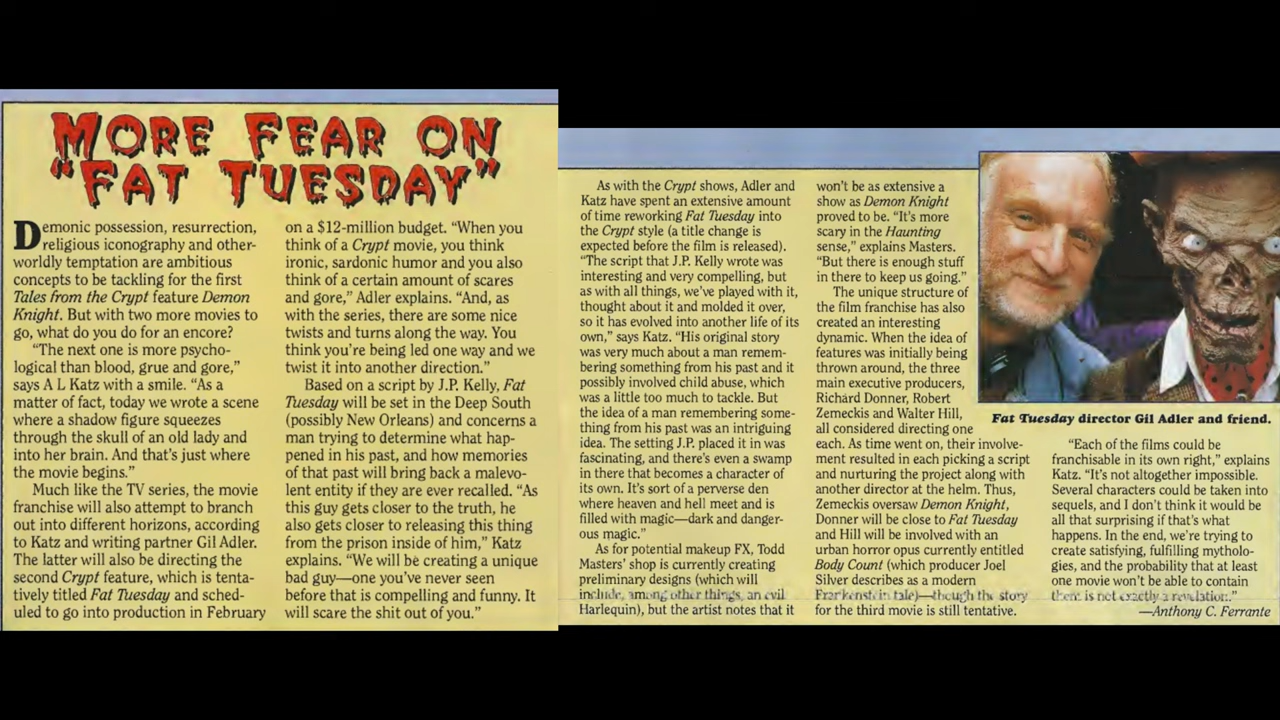 MORE FEAR ON
"FAT TUESDAY"
Demonic possession, resurrection,
religious iconography and other-
worldly temptation are ambitious
concepts to be tackling for the first
Tales from the Crypt feature Demon
Knight. But with two more movies to
go, what do you do for an encore?
"The next one is more psycho-
logical than blood, grue and gore,"
says A L Katz with a smile. "As a
matter of fact, today we wrote a scene
where a shadow figure squeezes
through the skull of an old lady and
into her brain. And that's just where
the movie begins."
Much like the TV series, the movie
franchise will also attempt to branch
out into different horizons, according
to Katz and writing partner Gil Adler.
The latter will also be directing the
second Crypt feature, which is tenta-
tively titled Fat Tuesday and sched-
uled to go into production in February
on a $12-million budget. "When you
think of a Crypt movie, you think
ironic, sardonic humor and you also
think of a certain amount of scares
and gore," Adler explains. "And, as
with the series, there are some nice
twists and turns along the way. You
think you're being led one way and we
twist it into another direction."
Based on a script by J.P. Kelly, Fat
Tuesday will be set in the Deep South
(possibly New Orleans) and concerns a
man trying to determine what hap-
pened in his past, and how memories
of that past will bring back a malevo-
lent entity if they are ever recalled. "As
this guy gets closer to the truth, he
also gets closer to releasing this thing
from the prison inside of him," Katz
explains. "We will be creating a unique
bad guy—one you've never seen
before that is compelling and funny. It
will scare the shit out of you."
As with the Crypt shows, Adler and
Katz have spent an extensive amount
of time reworking Fat Tuesday into
the Crypt style (a title change is
expected before the film is released).
"The script that J.P. Kelly wrote was
interesting and very compelling, but
as with all things, we've played with it,
thought about it and molded it over,
so it has evolved into another life of its
own," says Katz. "His original story
was very much about a man remem-
bering something from his past and it
possibly involved child abuse, which
was a little too much to tackle. But
the idea of a man remembering some-
thing from his past was an intriguing
idea. The setting J.P. placed it in was
fascinating, and there's even a swamp
in there that becomes a character of
its own. It's sort of a perverse den
where heaven and hell meet and is
filled with magic—dark and danger-
ous magic."
As for potential makeup FX, Todd
Masters' shop is currently creating
preliminary designs (which will
include, among other things, an evil
Harlequin), but the artist notes that it
won't be as extensive a
show as Demon Knight
proved to be. "It's more
scary in the Haunting
sense," explains Masters.
"But there is enough stuff
in there to keep us going."
The unique structure of
the film franchise has also
created an interesting
dynamic. When the idea of
features was initially being
thrown around, the three
main executive producers,
Richard Donner, Robert
Zemeckis and Walter Hill,
all considered directing one
each. As time went on, their involve-
ment resulted in each picking a script
and nurturing the project along with
another director at the helm. Thus,
Zemeckis oversaw Demon Knight,
Donner will be close to Fat Tuesday
and Hill will be involved with an
urban horror opus currently entitled
Body Count (which producer Joel
Silver describes as a modern
Frankenstein tale)—though the story
for the third movie is still tentative.
Fat Tuesday director Gil Adler and friend.
"Each of the films could be
franchisable in its own right," explains
Katz. "It's not altogether impossible.
Several characters could be taken into
sequels, and I don't think it would be
all that surprising if that's what
happens. In the end, we're trying to
create satisfying, fulfilling mytholo-
gies, and the probability that at least
one movie won't be able to contain
them is not exactly a revelation."
—Anthony C. Ferrante